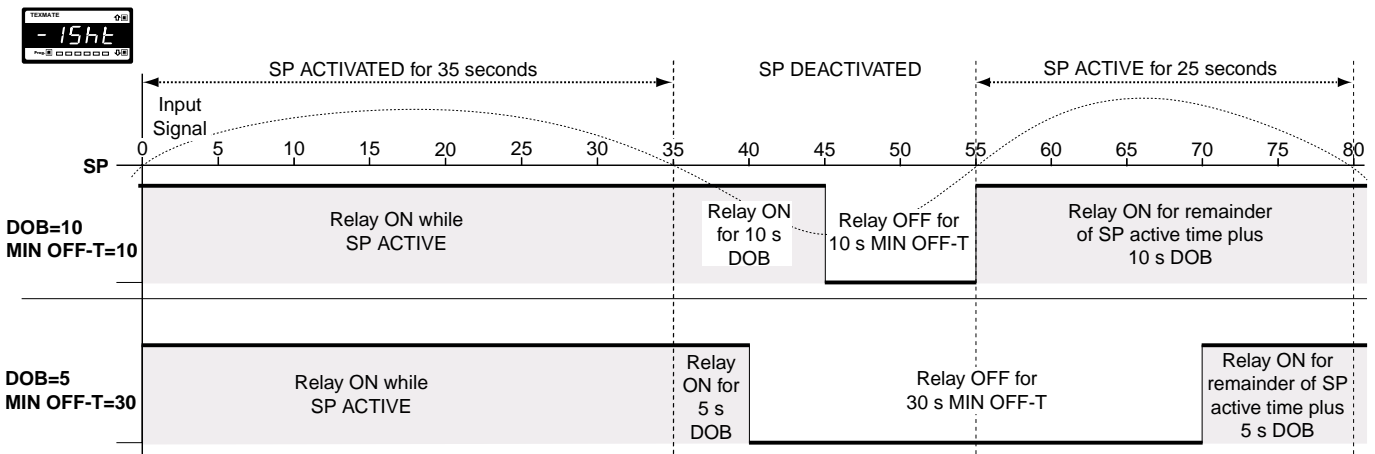 TEXMATE
-1Sht
Prog.
SP ACTIVATED for 35 seconds
SP DEACTIVATED
SP ACTIVE for 25 seconds
Input
Signal
0 5 10 15 20 25 30 35 40 45 50 55 60 65 70 75 80
SP
DOB=10
MIN OFF-T=10
Relay ON while
SP ACTIVE
Relay ON
for 10 s
DOB
Relay OFF for
10 s MIN OFF-T
Relay ON for remainder
of SP active time plus
10 s DOB
DOB=5
MIN OFF-T=30
Relay ON while
SP ACTIVE
Relay
ON for
5 s
DOB
Relay OFF for
30 s MIN OFF-T
Relay ON for
remainder of SP
active time plus
5 s DOB